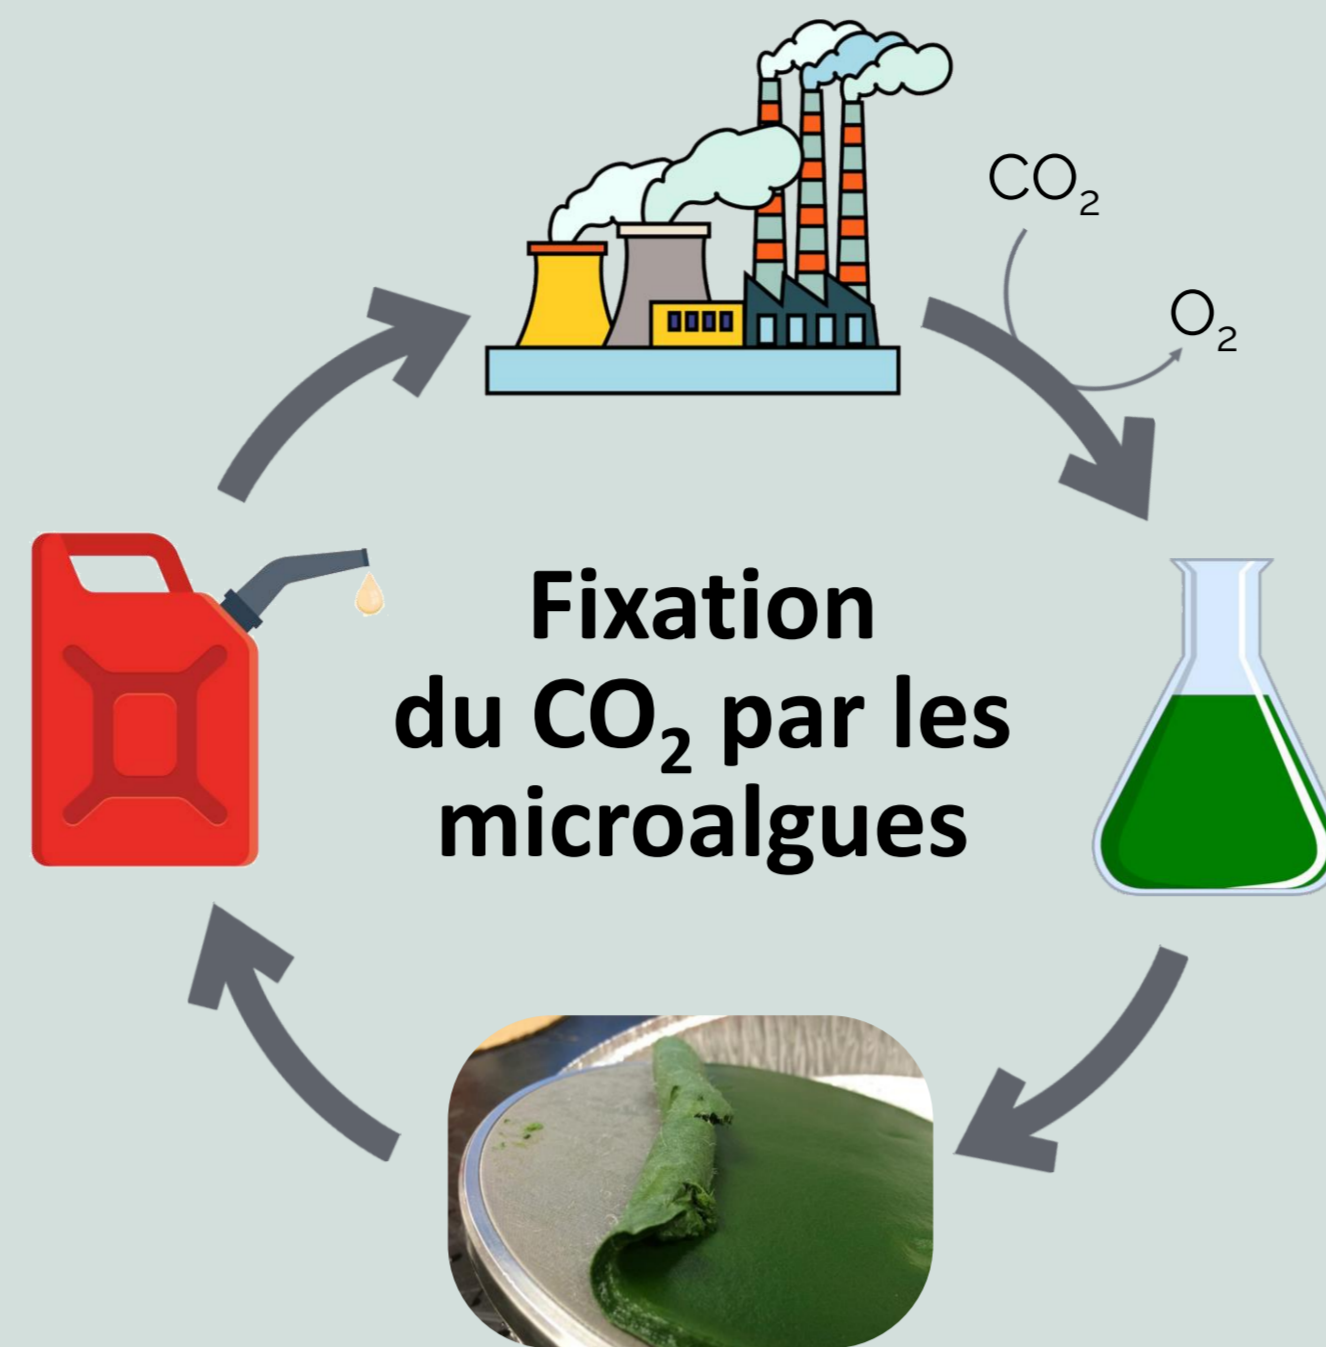 CO₂
O₂
Fixation
du CO₂ par les
microalgues